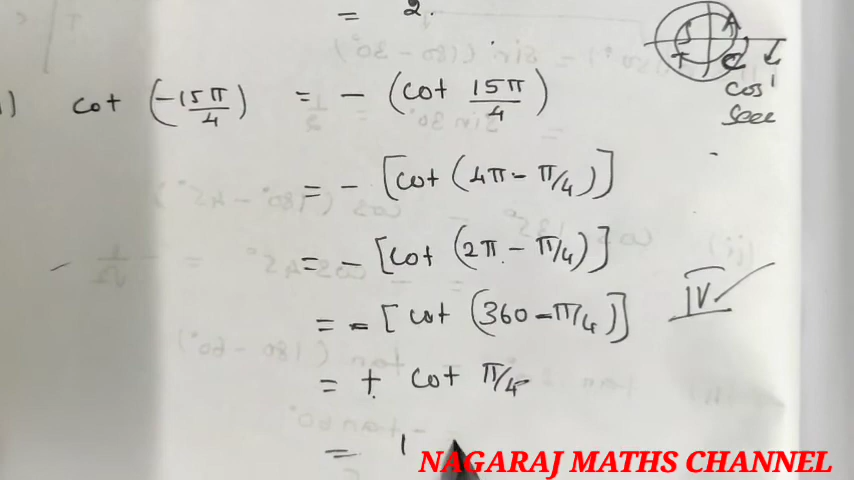 = 2.
A
T C
cos
sec
) cot (-15π/4) = - (cot 15π/4)
= - [cot (4π - π/4)]
= - [cot (2π - π/4)]
= - [cot (360 - π/4)] IV ✓
= + cot π/4
= 1
NAGARAJ MATHS CHANNEL